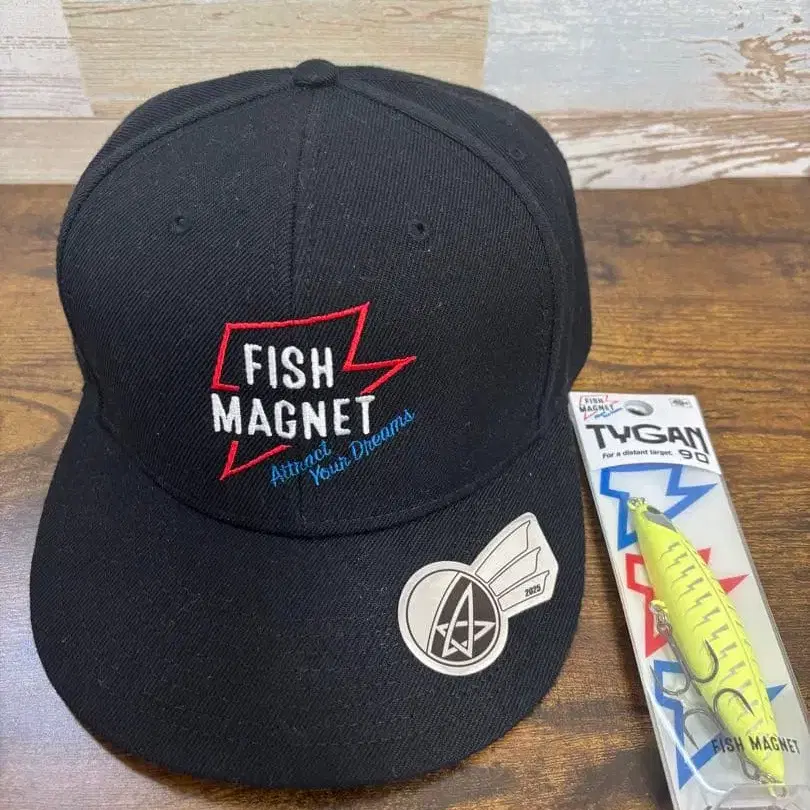 FISH
MAGNET
Attract
Your Dreams
2025
FISH
MAGNET
TYGAN
For a distant target. 90
FISH MAGNET